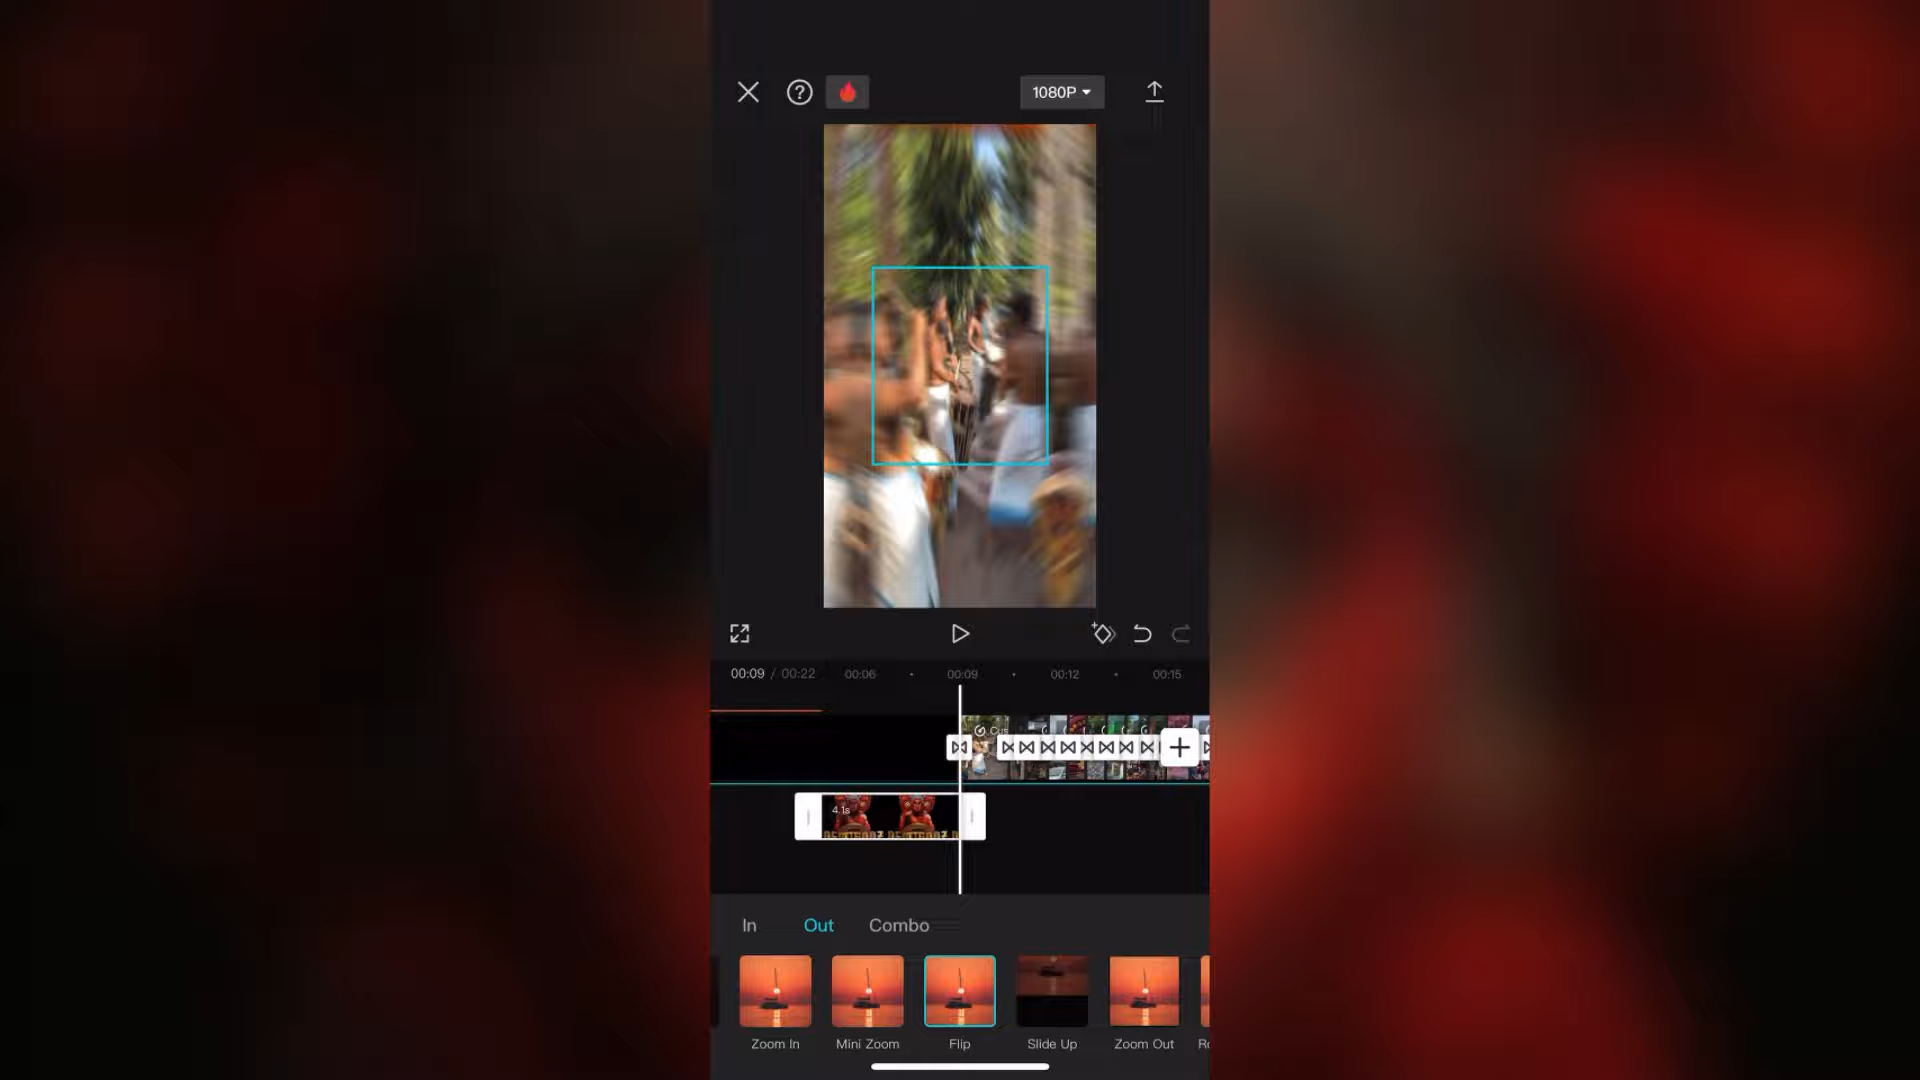 1080P
00:09 / 00:22 00:06 00:09 00:12 00:15
Cus
4.1s
In Out Combo
Zoom In Mini Zoom Flip Slide Up Zoom Out